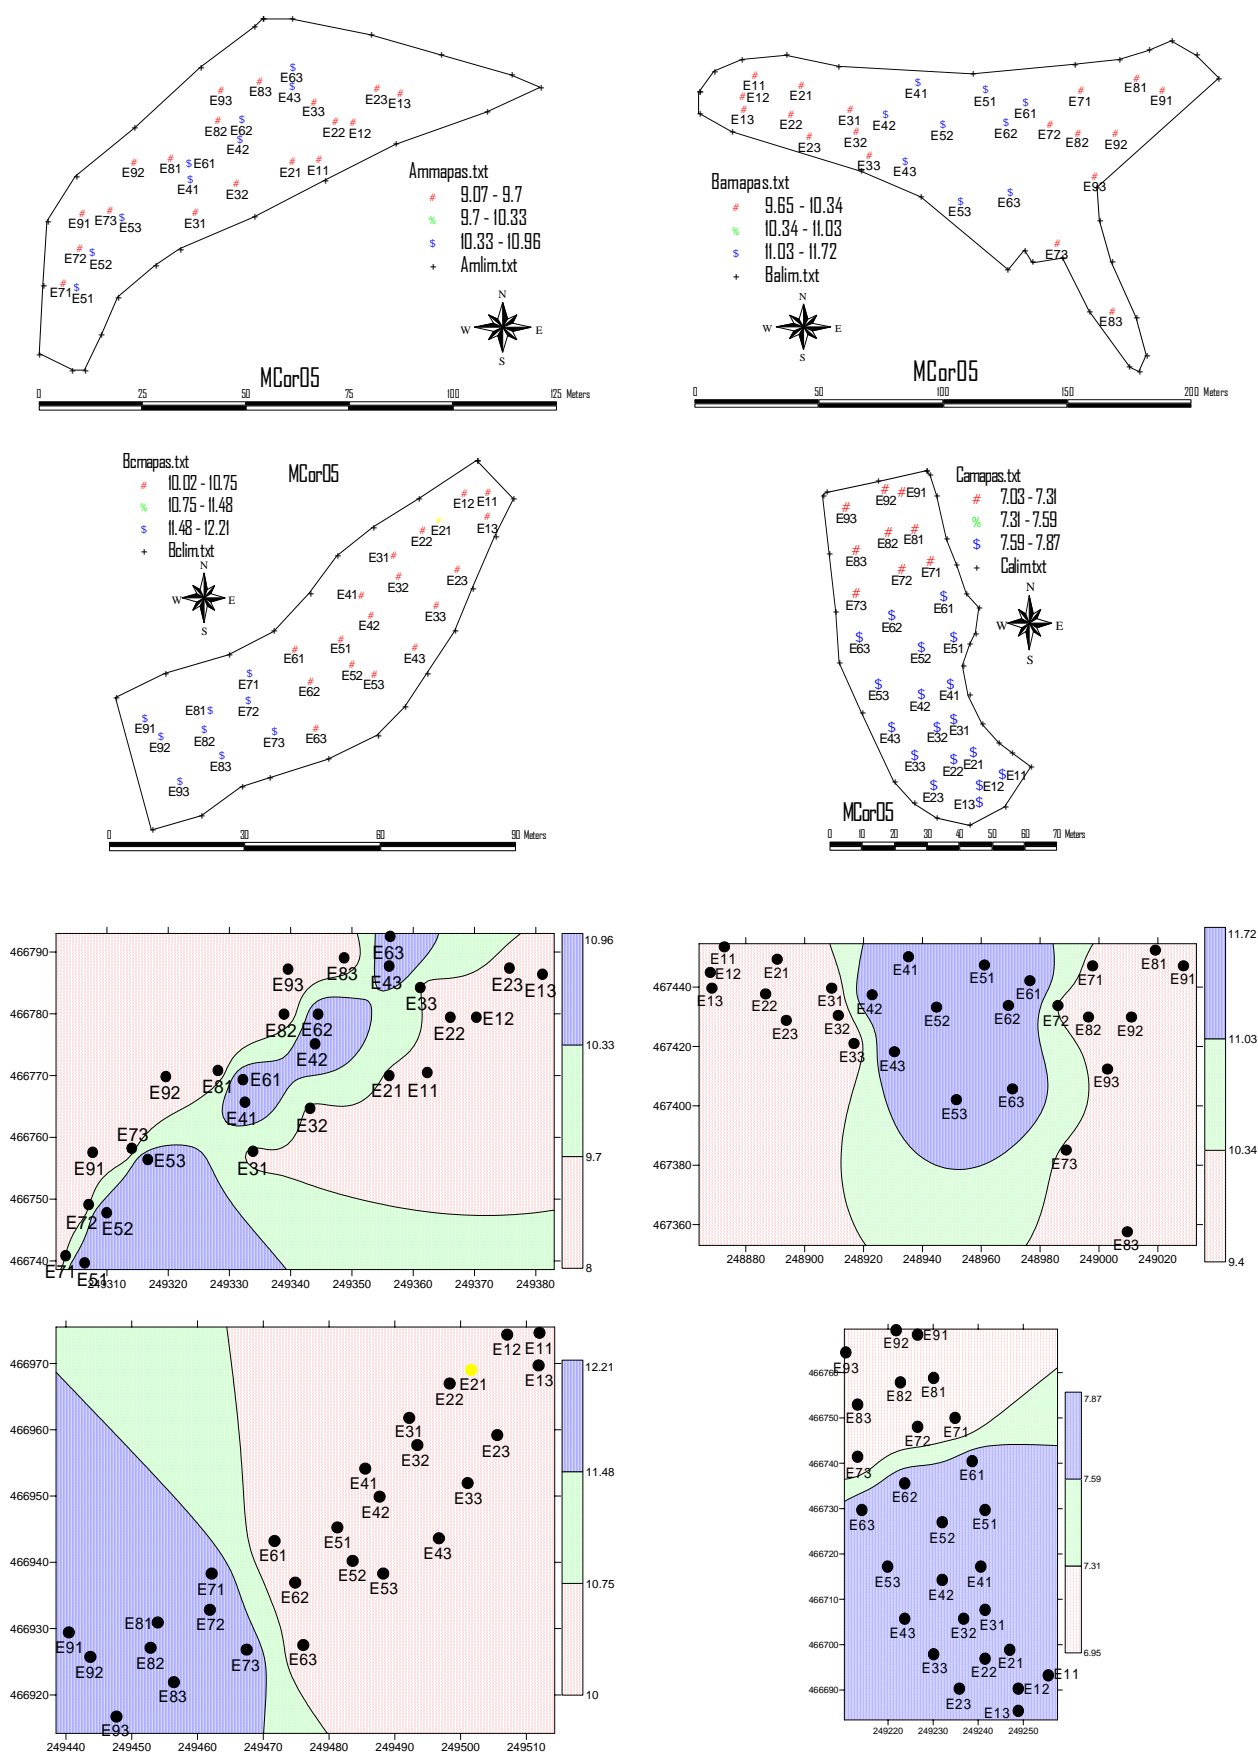 E63
E83
E43
E93
E33
E23
E13
E82
E62
E22
E12
E42
E92
E81
E61
E21
E11
E41
E32
E91
E73
E53
E31
E72
E52
E71
E51
Ammapas.txt
# 9.07 - 9.7
% 9.7 - 10.33
$ 10.33 - 10.96
+ Amlim.txt
N
W E
S
MCor05
0 25 50 75 100 125 Meters
E11
E12
E13
E21
E22
E23
E31
E32
E33
E41
E42
E43
E51
E52
E53
E61
E62
E63
E71
E72
E73
E81
E82
E83
E91
E92
E93
Bamapas.txt
# 9.65 - 10.34
% 10.34 - 11.03
$ 11.03 - 11.72
+ Balim.txt
N
W E
S
MCor05
0 50 100 150 200 Meters
Bcmapas.txt
# 10.02 - 10.75
% 10.75 - 11.48
$ 11.48 - 12.21
+ Bclim.txt
MCor05
N
W E
S
E12
E11
E21
E13
E22
E31
E32
E23
E41
E33
E42
E51
E61
E43
E52
E53
E71
E62
E81
E72
E91
E92
E82
E73
E63
E83
E93
0 30 60 90 Meters
Camapas.txt
# 7.03 - 7.31
% 7.31 - 7.59
$ 7.59 - 7.87
+ Calim.txt
N
W E
S
E92
E91
E93
E82
E81
E83
E72
E71
E73
E61
E62
E63
E52
E51
E53
E42
E41
E43
E32
E31
E33
E22
E21
E11
E23
E12
E13
MCor05
0 10 20 30 40 50 60 70 Meters
466790
466780
466770
466760
466750
466740
E63
E83
E43
E93
E33
E23
E13
E82
E62
E22
E12
E42
E92
E81
E61
E21
E11
E41
E32
E91
E73
E53
E31
E72
E52
E71
E51
249310 249320 249330 249340 249350 249360 249370 249380
10.96
10.33
9.7
8
467440
467420
467400
467380
467360
E11
E12
E13
E21
E22
E23
E31
E32
E33
E41
E42
E43
E51
E52
E53
E61
E62
E63
E71
E72
E73
E81
E82
E83
E91
E92
E93
248880 248900 248920 248940 248960 248980 249000 249020
11.72
11.03
10.34
9.4
466970
466960
466950
466940
466930
466920
E12
E11
E21
E13
E22
E31
E32
E23
E41
E33
E42
E51
E61
E43
E52
E53
E71
E62
E81
E72
E91
E92
E82
E73
E63
E83
E93
249440 249450 249460 249470 249480 249490 249500 249510
12.21
11.48
10.75
10
466760
466750
466740
466730
466720
466710
466700
466690
E92
E91
E93
E82
E81
E83
E72
E71
E73
E61
E62
E63
E52
E51
E53
E42
E41
E43
E32
E31
E33
E22
E21
E11
E23
E12
E13
249220 249230 249240 249250
7.87
7.59
7.31
6.95